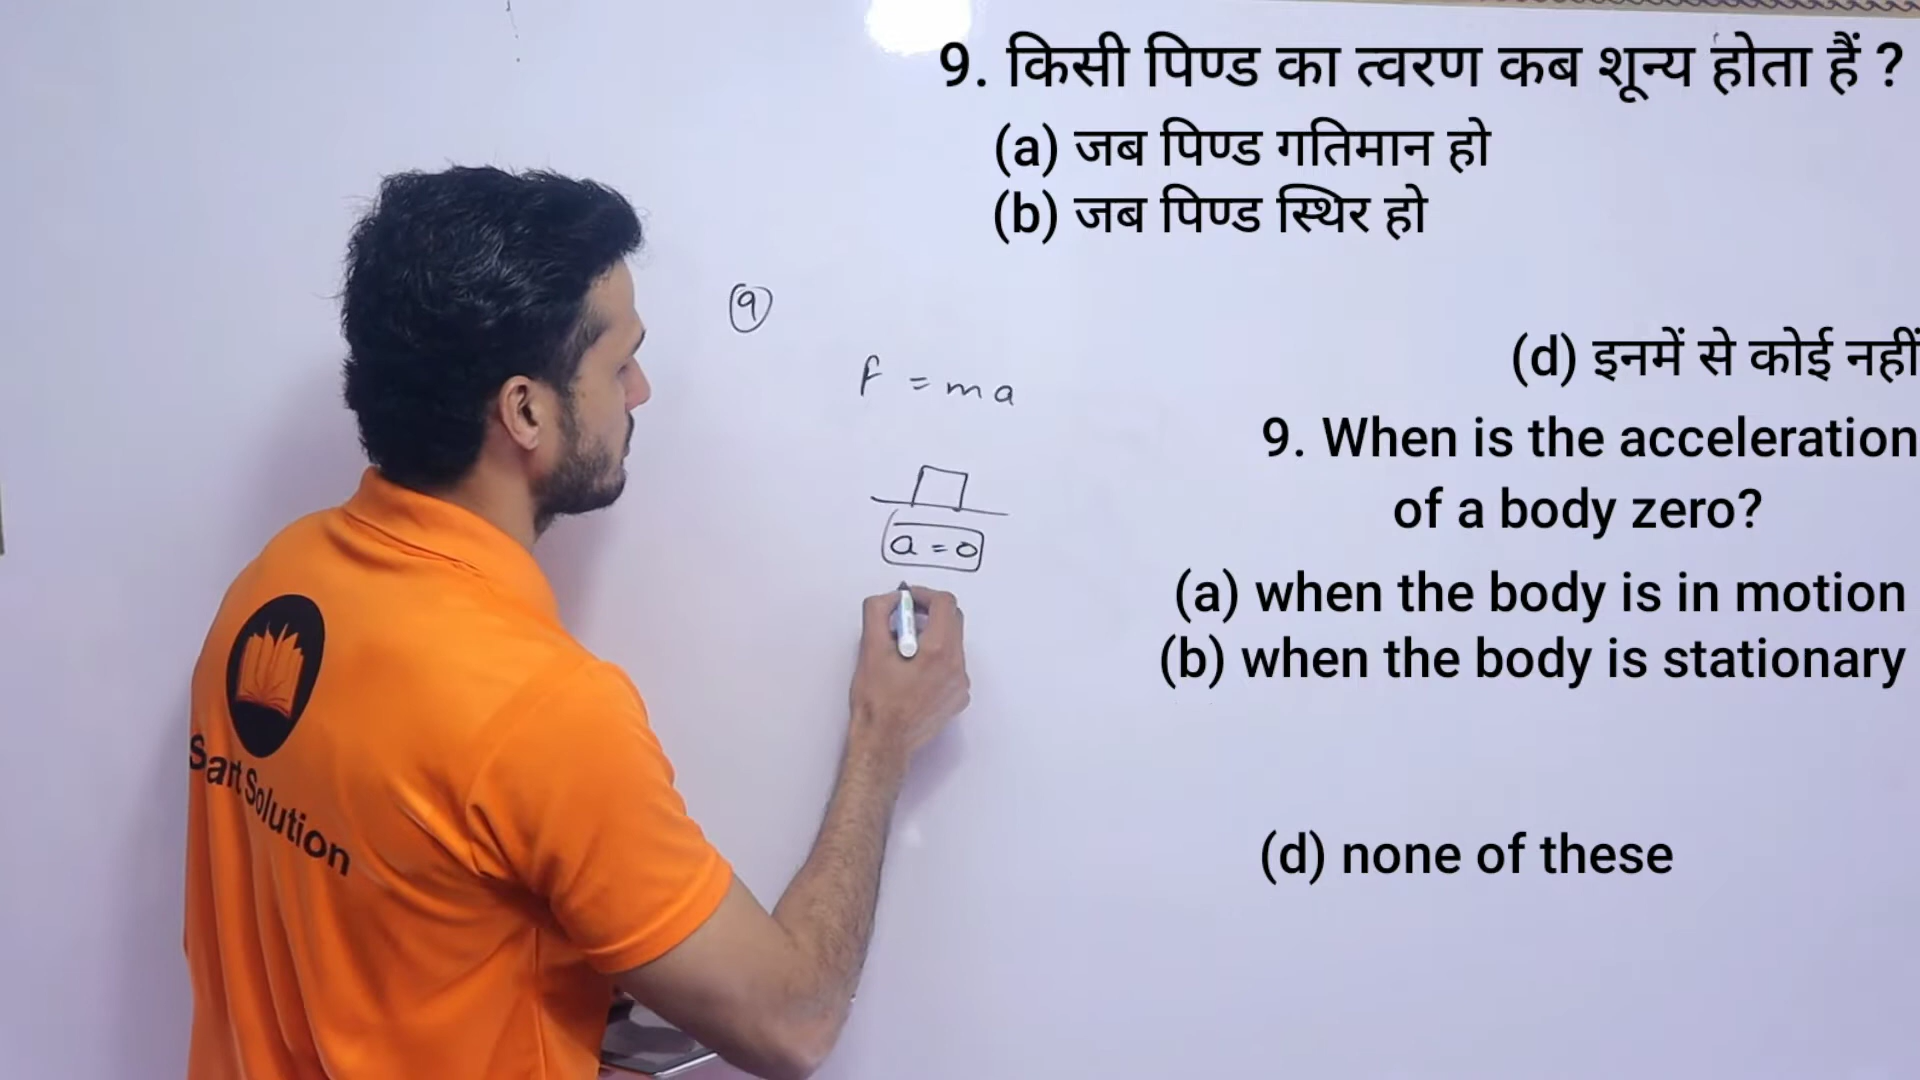 9. किसी पिण्ड का त्वरण कब शून्य होता हैं ?
(a) जब पिण्ड गतिमान हो
(b) जब पिण्ड स्थिर हो
(d) इनमें से कोई नहीं
9. When is the acceleration
of a body zero?
(a) when the body is in motion
(b) when the body is stationary
(d) none of these
9
F = ma
a = 0
Sart Solution